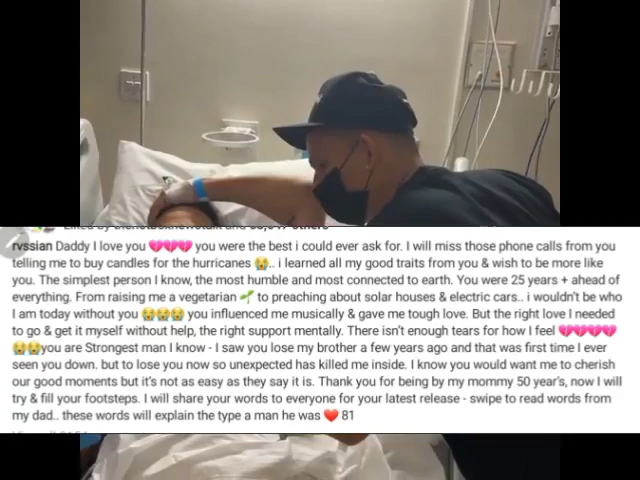 rvssian Daddy I love you 💔💔💔 you were the best i could ever ask for. I will miss those phone calls from you
telling me to buy candles for the hurricanes 😭.. i learned all my good traits from you & wish to be more like
you. The simplest person I know, the most humble and most connected to earth. You were 25 years + ahead of
everything. From raising me a vegetarian 🌱 to preaching about solar houses & electric cars.. i wouldn't be who
I am today without you 😭😭😭 you influenced me musically & gave me tough love. But the right love I needed
to go & get it myself without help, the right support mentally. There isn't enough tears for how I feel 💔💔💔💔
😭😭you are Strongest man I know - I saw you lose my brother a few years ago and that was first time I ever
seen you down. but to lose you now so unexpected has killed me inside. I know you would want me to cherish
our good moments but it's not as easy as they say it is. Thank you for being by my mommy 50 year's, now I will
try & fill your footsteps. I will share your words to everyone for your latest release - swipe to read words from
my dad.. these words will explain the type a man he was ❤️ 81